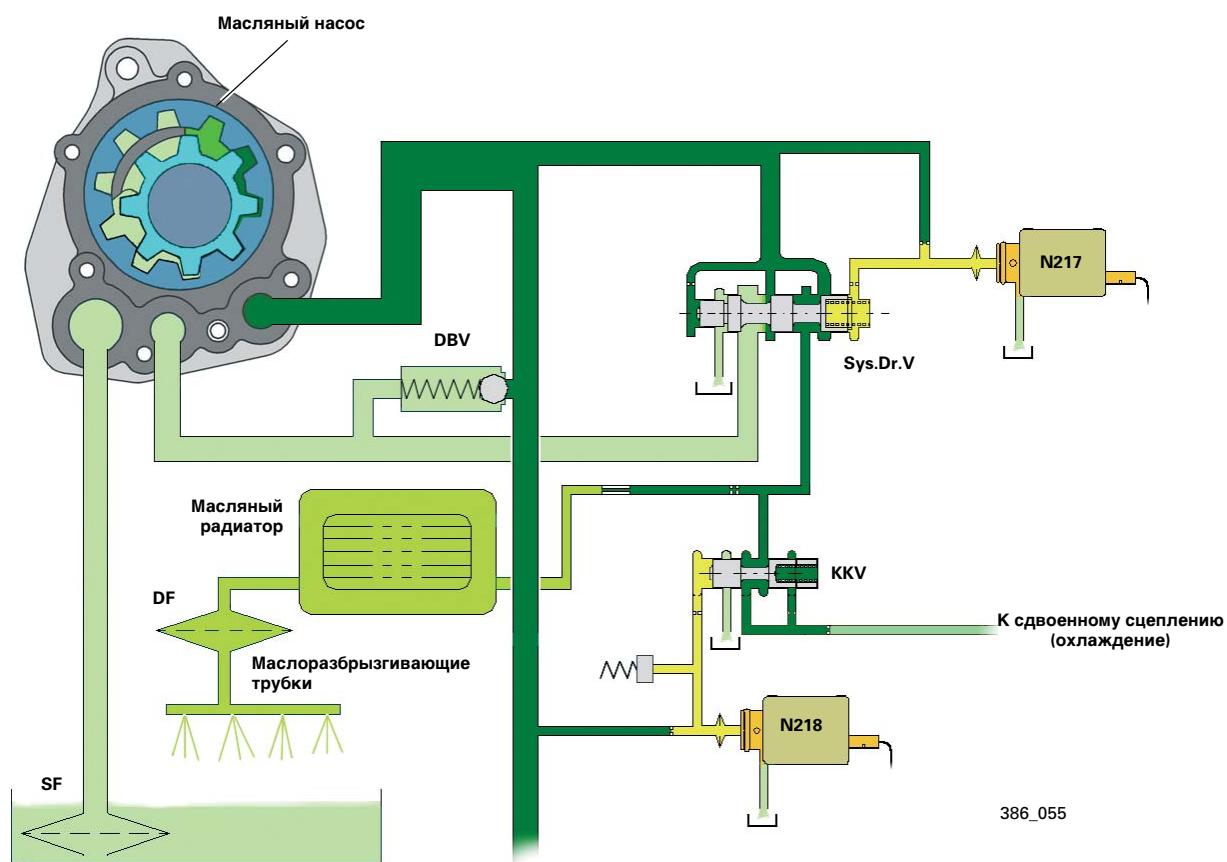 Масляный насос
N217
DBV
Sys.Dr.V
Масляный
радиатор
KKV
DF
К сдвоенному сцеплению
(охлаждение)
Маслоразбрызгивающие
трубки
N218
SF
386_055